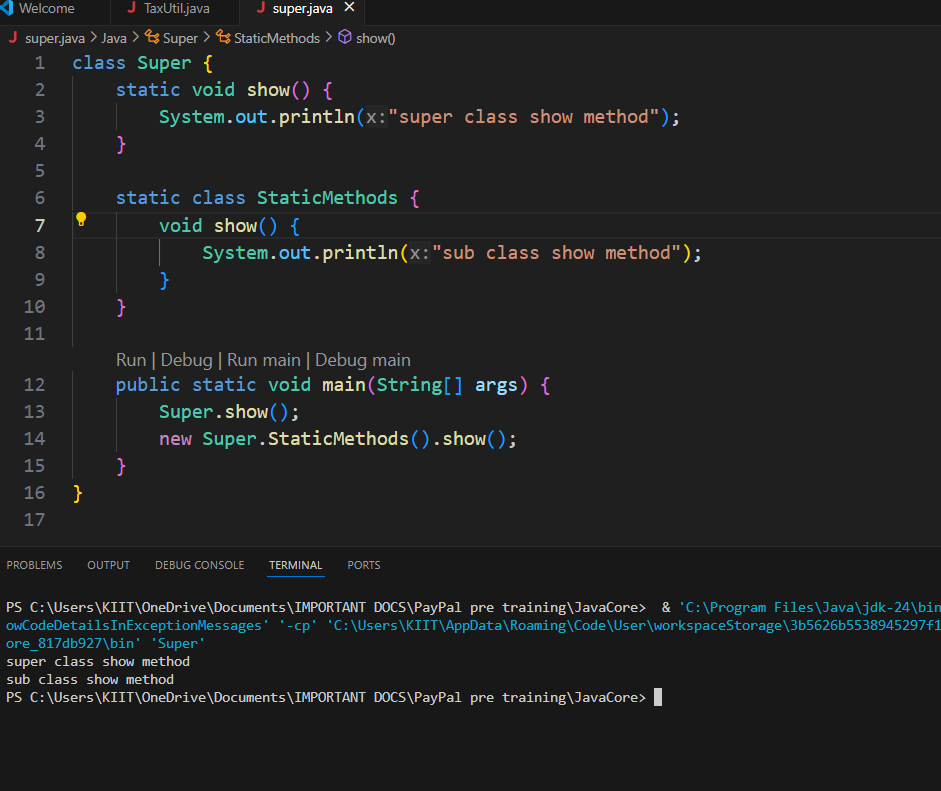 Welcome
J TaxUtil.java
J super.java ×
J super.java > Java > Super > StaticMethods > show()
1 class Super {
2     static void show() {
3         System.out.println(x:"super class show method");
4     }
5
6     static class StaticMethods {
7         void show() {
8             System.out.println(x:"sub class show method");
9         }
10     }
11
Run | Debug | Run main | Debug main
12     public static void main(String[] args) {
13         Super.show();
14         new Super.StaticMethods().show();
15     }
16 }
17
PROBLEMS OUTPUT DEBUG CONSOLE TERMINAL PORTS
PS C:\Users\KIIT\OneDrive\Documents\IMPORTANT DOCS\PayPal pre training\JavaCore>  & 'C:\Program Files\Java\jdk-24\bin
owCodeDetailsInExceptionMessages' '-cp' 'C:\Users\KIIT\AppData\Roaming\Code\User\workspaceStorage\3b5626b5538945297f1
ore_817db927\bin' 'Super'
super class show method
sub class show method
PS C:\Users\KIIT\OneDrive\Documents\IMPORTANT DOCS\PayPal pre training\JavaCore>